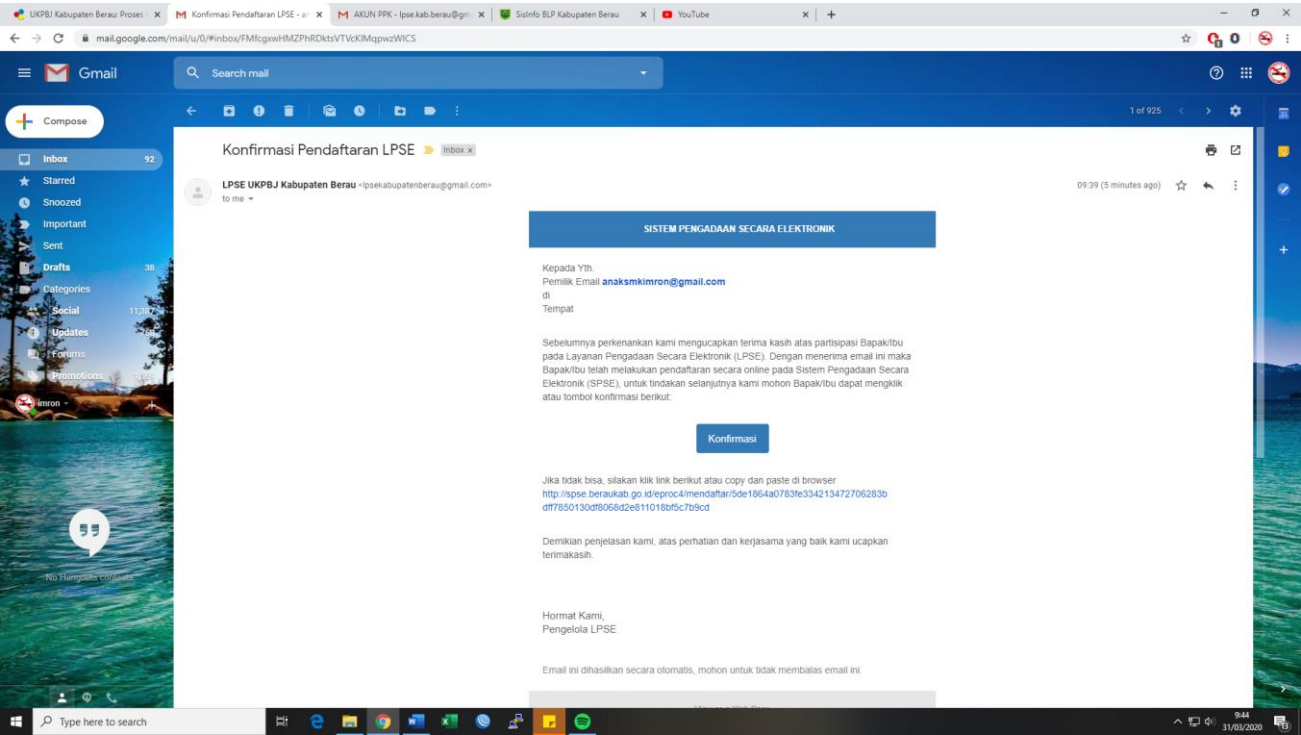 UKPBJ Kabupaten Berau: Proses
Konfirmasi Pendaftaran LPSE - a
AKUN PPK - lpse.kab.berau@gm
SisInfo BLP Kabupaten Berau
YouTube
mail.google.com/mail/u/0/#inbox/FMfcgxwHMZPhRDktsVTVcKlMqpwzWlCS
Gmail
Search mail
Compose
1 of 925
Inbox 92
Starred
Snoozed
Important
Sent
Drafts 38
Categories
Social
Updates
Forums
Promotions
imron
No Hangouts contacts
Konfirmasi Pendaftaran LPSE Inbox x
LPSE UKPBJ Kabupaten Berau <lpsekabupatenberau@gmail.com>
to me
09:39 (5 minutes ago)
SISTEM PENGADAAN SECARA ELEKTRONIK
Kepada Yth.
Pemilik Email anaksmkimron@gmail.com
di
Tempat
Sebelumnya perkenankan kami mengucapkan terima kasih atas partisipasi Bapak/Ibu
pada Layanan Pengadaan Secara Elektronik (LPSE). Dengan menerima email ini maka
Bapak/Ibu telah melakukan pendaftaran secara online pada Sistem Pengadaan Secara
Elektronik (SPSE), untuk tindakan selanjutnya kami mohon Bapak/Ibu dapat mengklik
atau tombol konfirmasi berikut:
Konfirmasi
Jika tidak bisa, silakan klik link berikut atau copy dan paste di browser
http://spse.beraukab.go.id/eproc4/mendaftar/5de1864a0783fe334213472706283b
dff7850130df8068d2e811018bf5c7b9cd
Demikian penjelasan kami, atas perhatian dan kerjasama yang baik kami ucapkan
terimakasih.
Hormat Kami,
Pengelola LPSE
Email ini dihasilkan secara otomatis, mohon untuk tidak membalas email ini.
Type here to search
9:44
31/03/2020